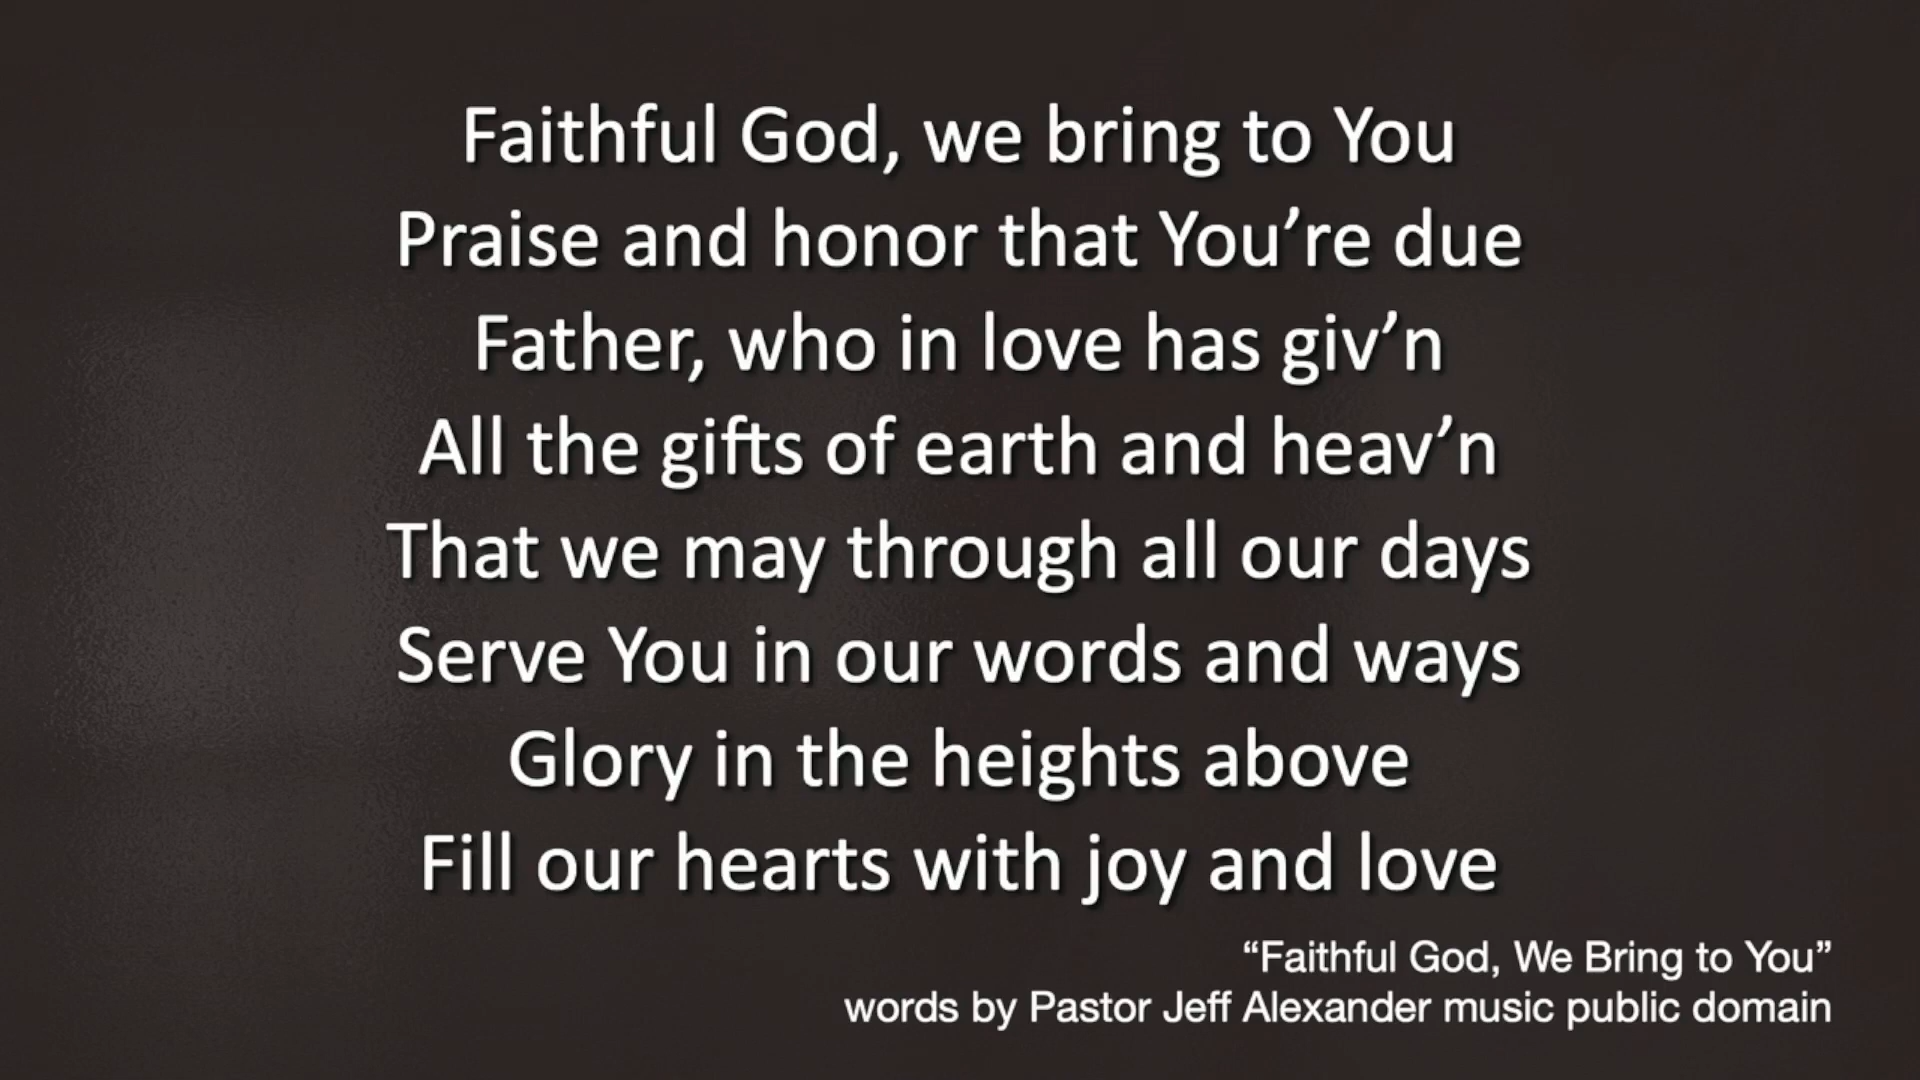 Faithful God, we bring to You
Praise and honor that You’re due
Father, who in love has giv’n
All the gifts of earth and heav’n
That we may through all our days
Serve You in our words and ways
Glory in the heights above
Fill our hearts with joy and love
“Faithful God, We Bring to You”
words by Pastor Jeff Alexander music public domain